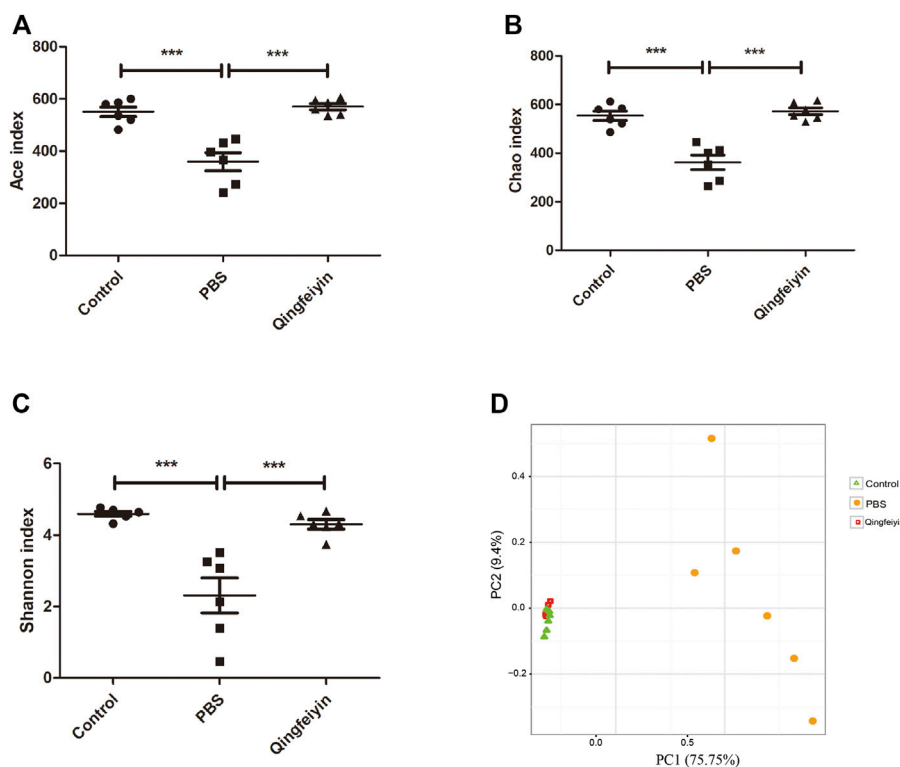 A
***
***
800
600
400
200
0
Ace index
Control
PBS
Qingfeiyin
B
***
***
800
600
400
200
0
Chao index
Control
PBS
Qingfeiyin
C
***
***
6
4
2
0
Shannon index
Control
PBS
Qingfeiyin
D
0.4
0.2
0.0
−0.2
PC2 (9.4%)
0.0
0.5
PC1 (75.75%)
Control
PBS
Qingfeiyi